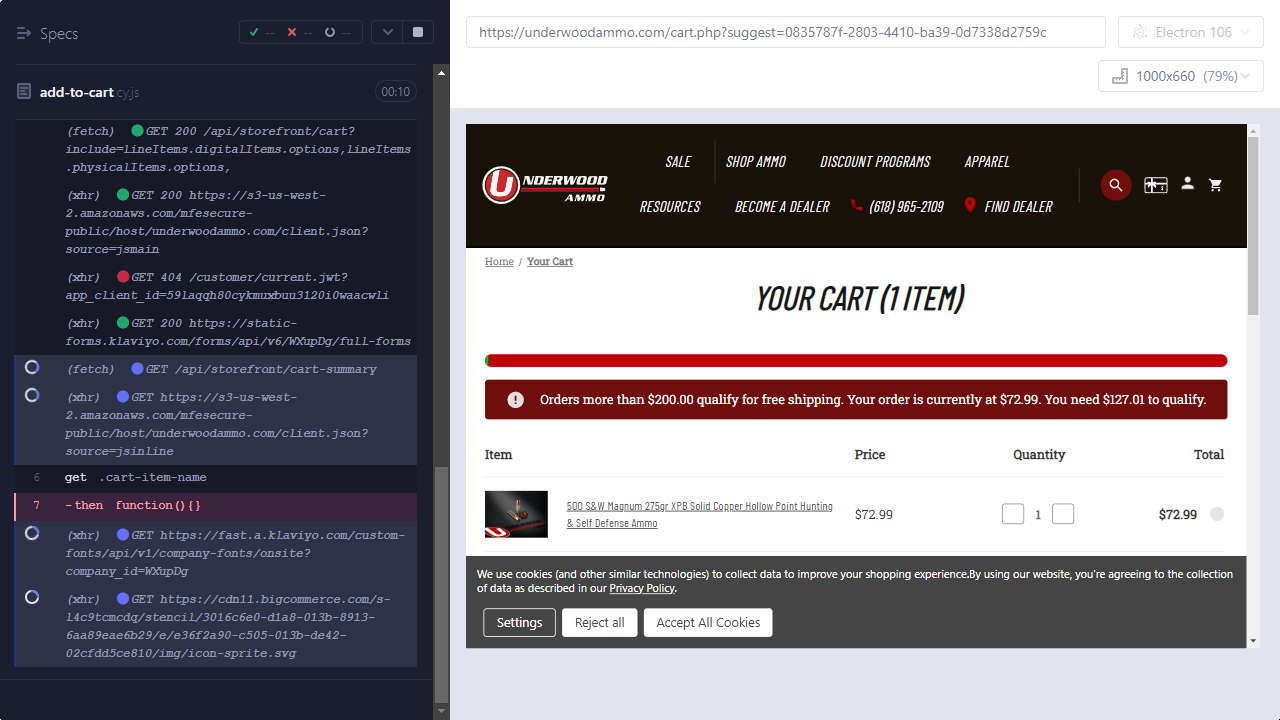 Specs
--
--
--
add-to-cart.cy.js
00:10
(fetch) GET 200 /api/storefront/cart?
include=lineItems.digitalItems.options,lineItems
.physicalItems.options,
(xhr) GET 200 https://s3-us-west-
2.amazonaws.com/mfesecure-
public/host/underwoodammo.com/client.json?
source=jsmain
(xhr) GET 404 /customer/current.jwt?
app_client_id=59laqqh80cykmuxbuu3120i0waacwli
(xhr) GET 200 https://static-
forms.klaviyo.com/forms/api/v6/WXupDg/full-forms
(fetch) GET /api/storefront/cart-summary
(xhr) GET https://s3-us-west-
2.amazonaws.com/mfesecure-
public/host/underwoodammo.com/client.json?
source=jsinline
6 get .cart-item-name
7 -then function(){}
(xhr) GET https://fast.a.klaviyo.com/custom-
fonts/api/v1/company-fonts/onsite?
company_id=WXupDg
(xhr) GET https://cdn11.bigcommerce.com/s-
l4c9tcmcdq/stencil/3016c6e0-d1a8-013b-8913-
6aa89eae6b29/e/e36f2a90-c505-013b-de42-
02cfdd5ce810/img/icon-sprite.svg
https://underwoodammo.com/cart.php?suggest=0835787f-2803-4410-ba39-0d7338d2759c
Electron 106
1000x660 (79%)
UNDERWOOD
AMMO
SALE
SHOP AMMO
DISCOUNT PROGRAMS
APPAREL
RESOURCES
BECOME A DEALER
(618) 965-2109
FIND DEALER
Home / Your Cart
YOUR CART (1 ITEM)
Orders more than $200.00 qualify for free shipping. Your order is currently at $72.99. You need $127.01 to qualify.
Item Price Quantity Total
500 S&W Magnum 275gr XPB Solid Copper Hollow Point Hunting
& Self Defense Ammo
$72.99
1
$72.99
We use cookies (and other similar technologies) to collect data to improve your shopping experience.By using our website, you're agreeing to the collection
of data as described in our Privacy Policy.
Settings
Reject all
Accept All Cookies